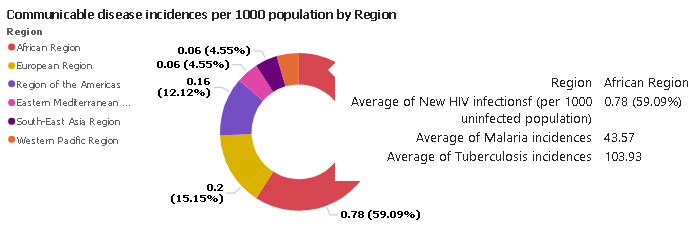 Communicable disease incidences per 1000 population by Region
Region
African Region
European Region
Region of the Americas
Eastern Mediterranean ...
South-East Asia Region
Western Pacific Region
0.06 (4.55%)
0.06 (4.55%)
0.16
(12.12%)
0.2
(15.15%)
0.78 (59.09%)
Region African Region
Average of New HIV infectionsf (per 1000 0.78 (59.09%)
uninfected population)
Average of Malaria incidences 43.57
Average of Tuberculosis incidences 103.93